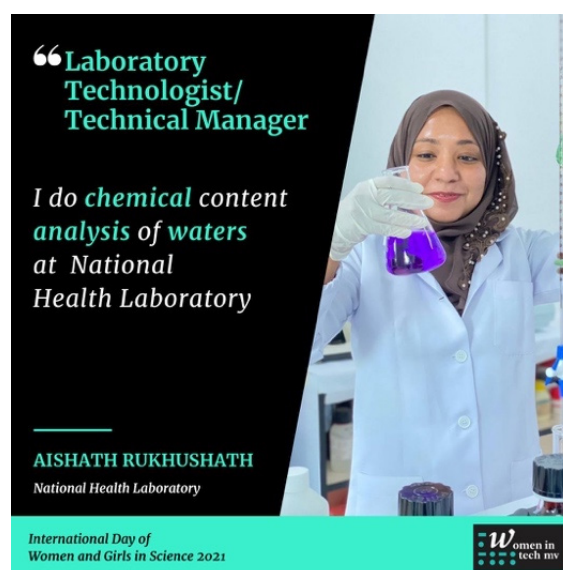 “ Laboratory
Technologist/
Technical Manager
I do chemical content
analysis of waters
at National
Health Laboratory
AISHATH RUKHUSHATH
National Health Laboratory
International Day of
Women and Girls in Science 2021
Women in
tech mv